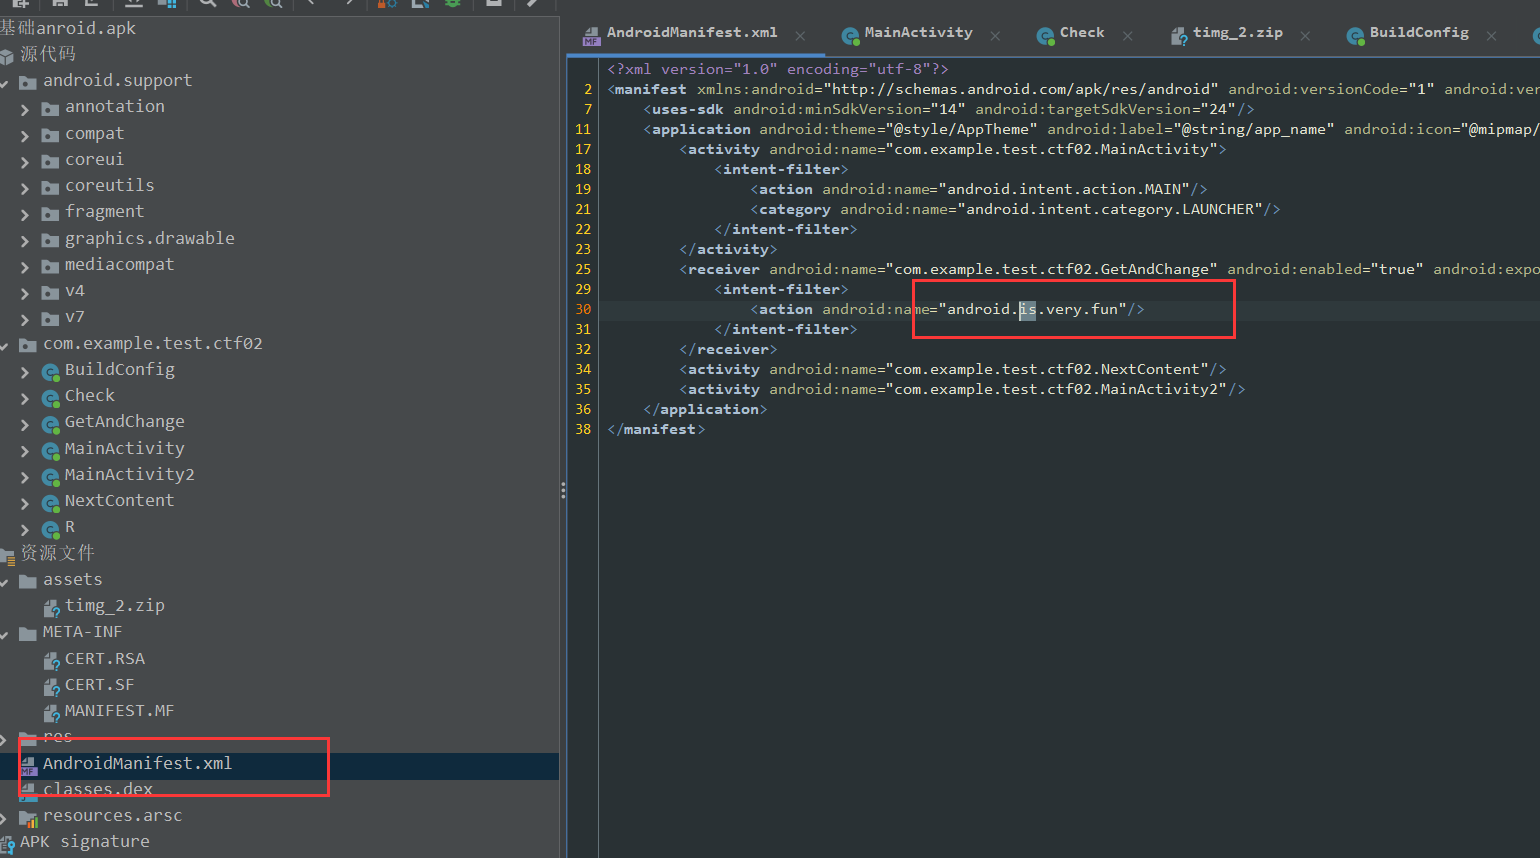 基础anroid.apk
源代码
android.support
annotation
compat
coreui
coreutils
fragment
graphics.drawable
mediacompat
v4
v7
com.example.test.ctf02
BuildConfig
Check
GetAndChange
MainActivity
MainActivity2
NextContent
R
资源文件
assets
timg_2.zip
META-INF
CERT.RSA
CERT.SF
MANIFEST.MF
res
AndroidManifest.xml
classes.dex
resources.arsc
APK signature
AndroidManifest.xml
MainActivity
Check
timg_2.zip
BuildConfig
<?xml version="1.0" encoding="utf-8"?>
2 <manifest xmlns:android="http://schemas.android.com/apk/res/android" android:versionCode="1" android:ver
7 <uses-sdk android:minSdkVersion="14" android:targetSdkVersion="24"/>
11 <application android:theme="@style/AppTheme" android:label="@string/app_name" android:icon="@mipmap/
17 <activity android:name="com.example.test.ctf02.MainActivity">
18 <intent-filter>
19 <action android:name="android.intent.action.MAIN"/>
21 <category android:name="android.intent.category.LAUNCHER"/>
22 </intent-filter>
23 </activity>
25 <receiver android:name="com.example.test.ctf02.GetAndChange" android:enabled="true" android:expo
29 <intent-filter>
30 <action android:name="android.is.very.fun"/>
31 </intent-filter>
32 </receiver>
34 <activity android:name="com.example.test.ctf02.NextContent"/>
35 <activity android:name="com.example.test.ctf02.MainActivity2"/>
36 </application>
38 </manifest>